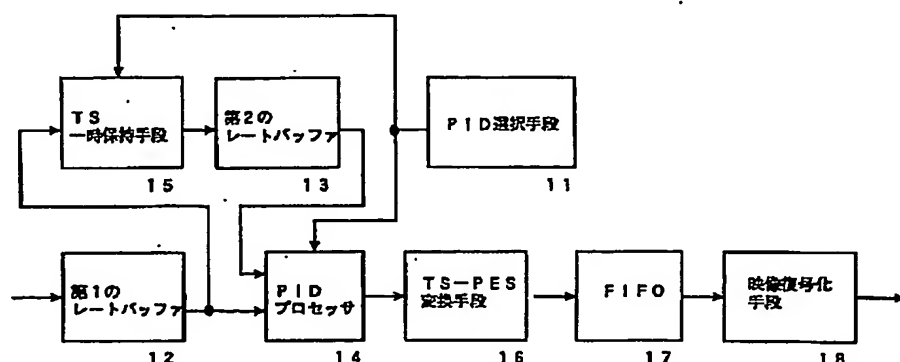 TS
一時保持手段
15
第2の
レートバッファ
13
PID選択手段
11
第1の
レートバッファ
12
PID
プロセッサ
14
TS－PES
変換手段
16
FIFO
17
映像復号化
手段
18